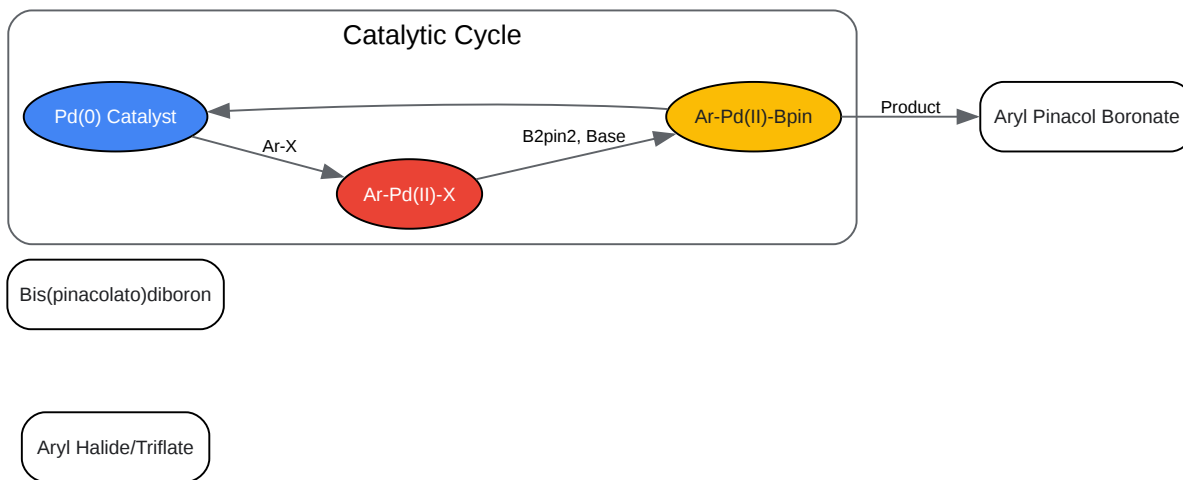 Catalytic Cycle
Pd(0) Catalyst
Ar-X
Ar-Pd(II)-X
B2pin2, Base
Ar-Pd(II)-Bpin
Product
Aryl Pinacol Boronate
Bis(pinacolato)diboron
Aryl Halide/Triflate